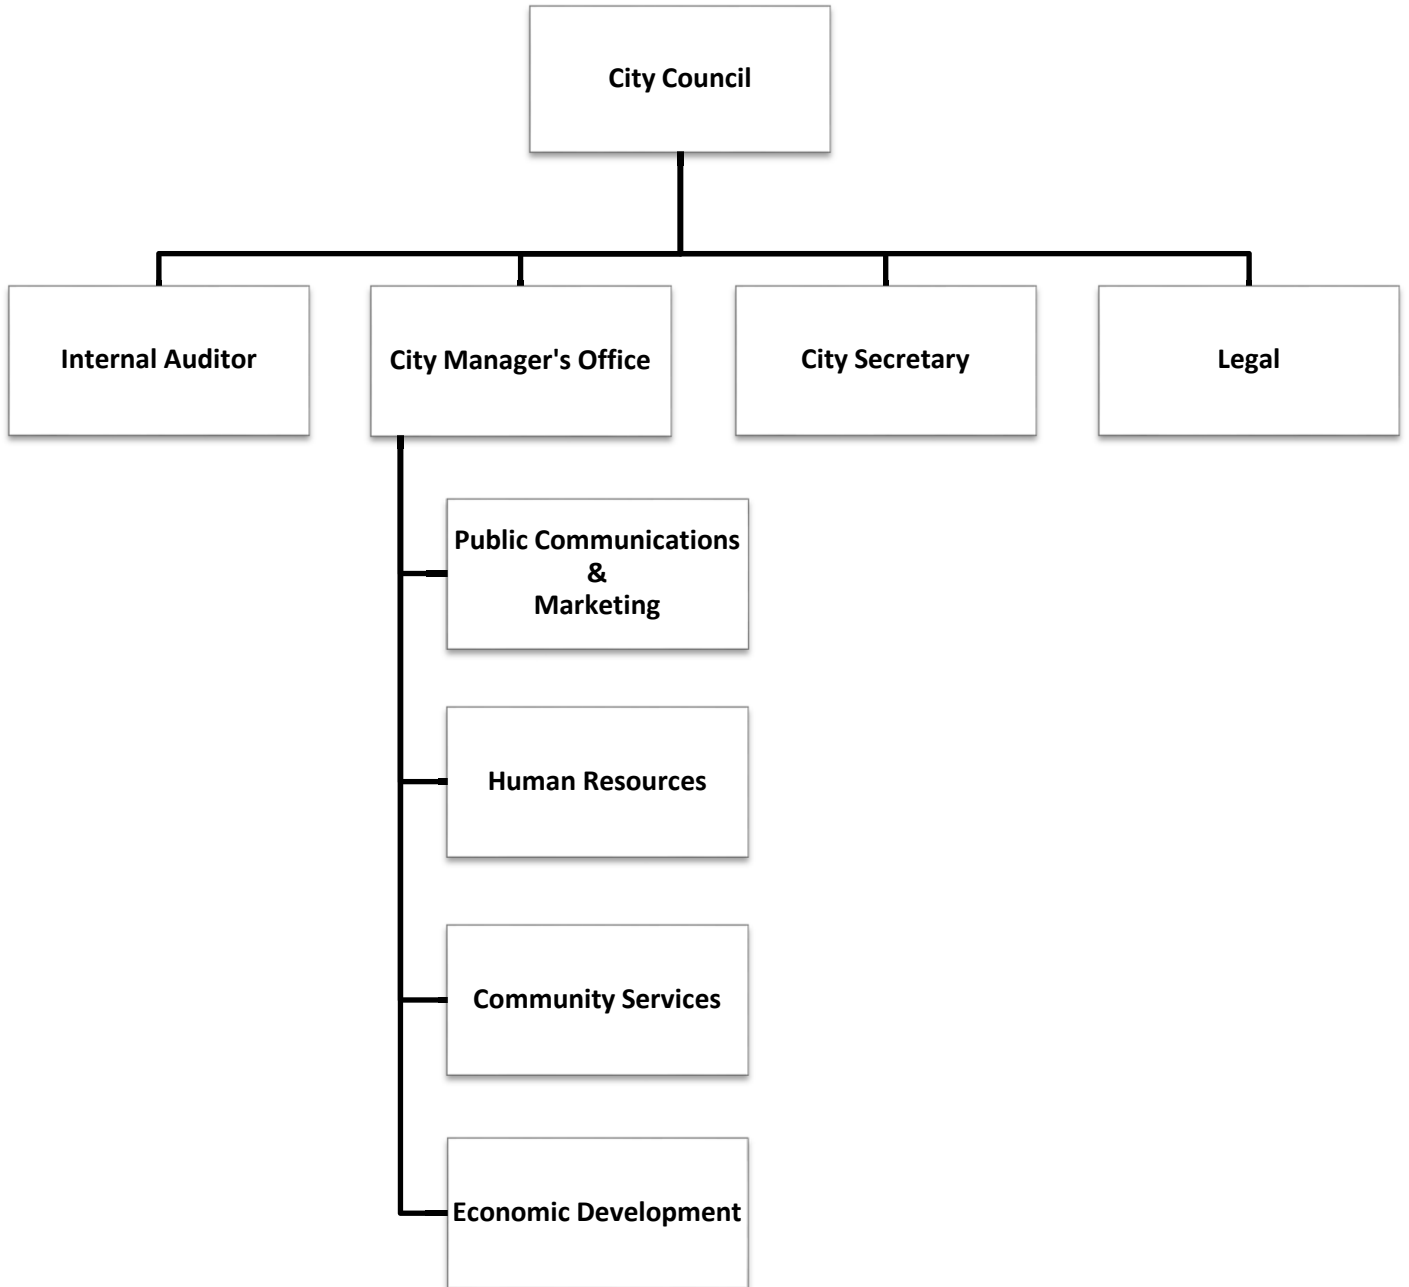 City Council
Internal Auditor
City Manager's Office
City Secretary
Legal
Public Communications
&
Marketing
Human Resources
Community Services
Economic Development